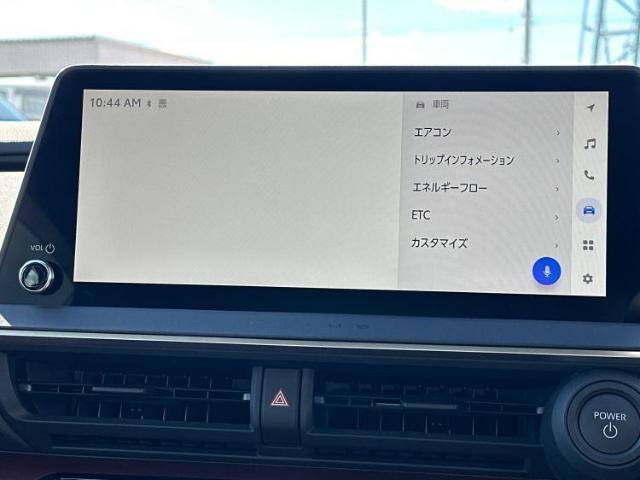 10:44 AM
車両
エアコン
トリップインフォメーション
エネルギーフロー
ETC
カスタマイズ
VOL
POWER